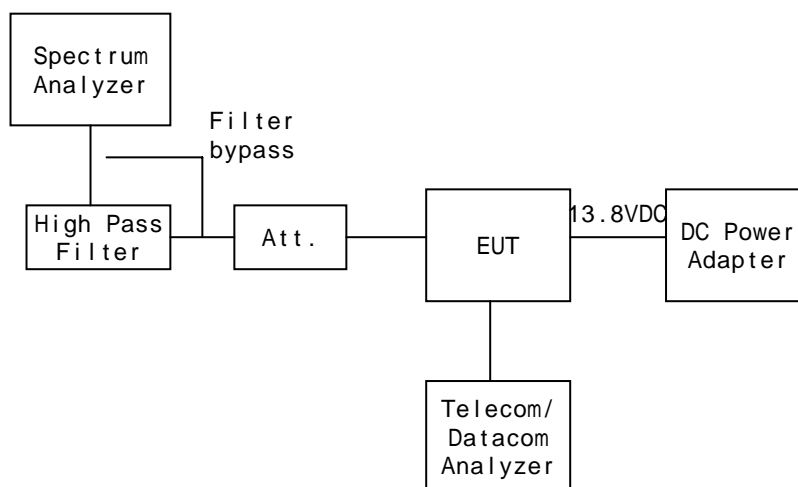 Spectrum
Analyzer
Filter
bypass
High Pass
Filter
Att.
EUT
13.8VDC
DC Power
Adapter
Telecom/
Datacom
Analyzer